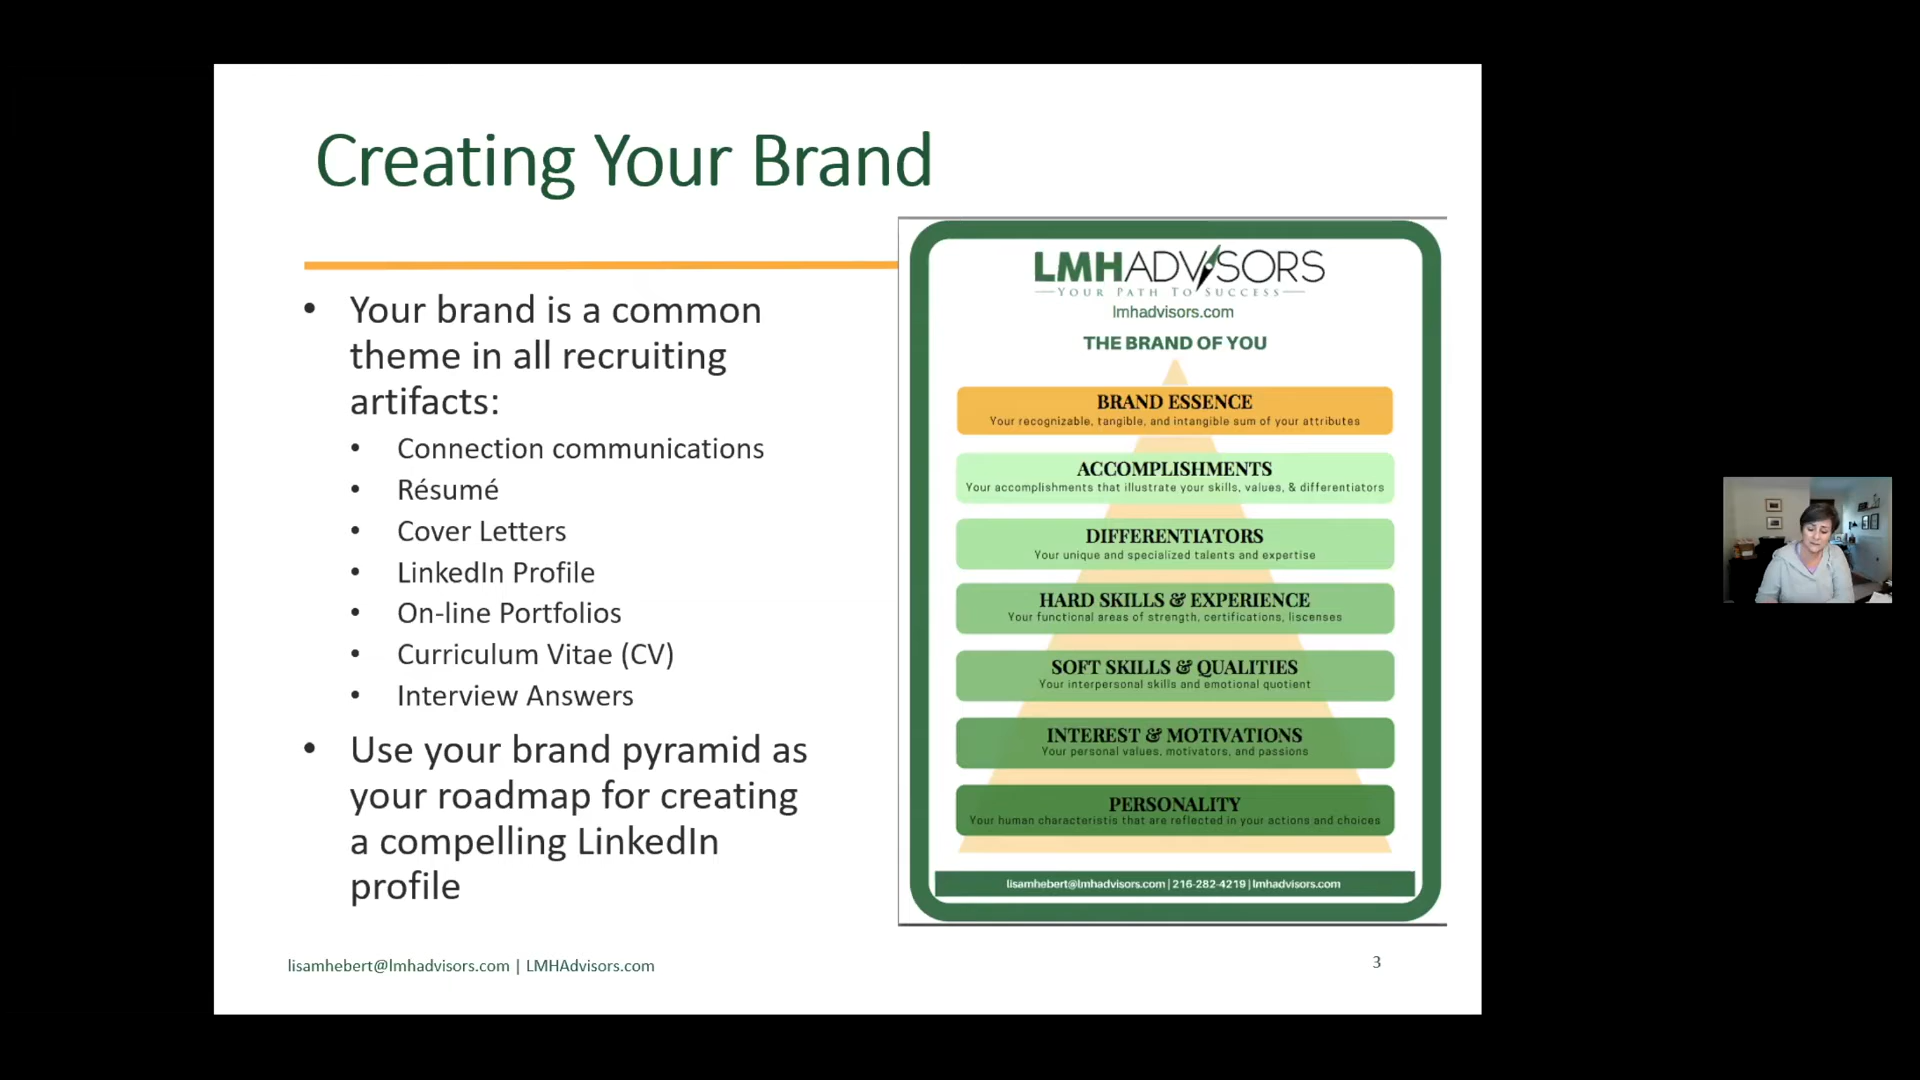 Creating Your Brand
• Your brand is a common
theme in all recruiting
artifacts:
• Connection communications
• Résumé
• Cover Letters
• LinkedIn Profile
• On-line Portfolios
• Curriculum Vitae (CV)
• Interview Answers
• Use your brand pyramid as
your roadmap for creating
a compelling LinkedIn
profile
LMHADVISORS
YOUR PATH TO SUCCESS
lmhadvisors.com
THE BRAND OF YOU
BRAND ESSENCE
Your recognizable, tangible, and intangible sum of your attributes
ACCOMPLISHMENTS
Your accomplishments that illustrate your skills, values, & differentiators
DIFFERENTIATORS
Your unique and specialized talents and expertise
HARD SKILLS & EXPERIENCE
Your functional areas of strength, certifications, liscenses
SOFT SKILLS & QUALITIES
Your interpersonal skills and emotional quotient
INTEREST & MOTIVATIONS
Your personal values, motivators, and passions
PERSONALITY
Your human characteristis that are reflected in your actions and choices
lisamhebert@lmhadvisors.com | 216-282-4219 | lmhadvisors.com
lisamhebert@lmhadvisors.com | LMHAdvisors.com
3